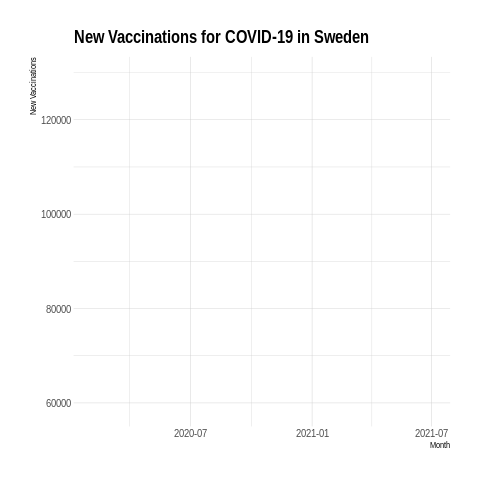 New Vaccinations for COVID-19 in Sweden
New Vaccinations
120000
100000
80000
60000
2020-07 2021-01 2021-07
Month